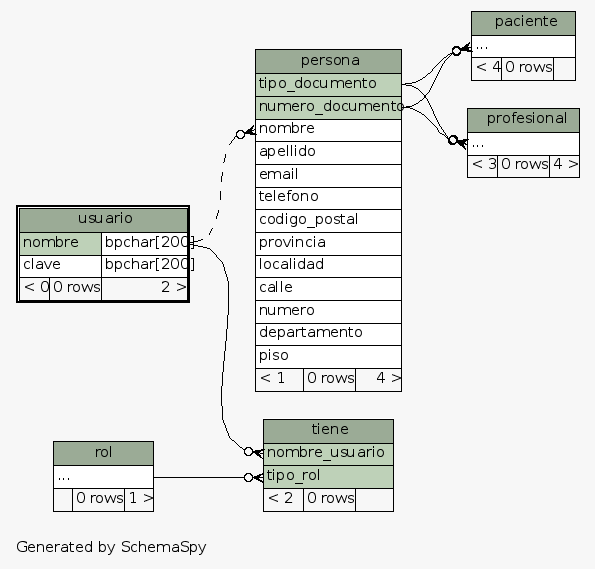 paciente
...
< 4 0 rows
persona
tipo_documento
numero_documento
nombre
apellido
email
telefono
codigo_postal
provincia
localidad
calle
numero
departamento
piso
< 1 0 rows 4 >
profesional
...
< 3 0 rows 4 >
usuario
nombre bpchar[200]
clave bpchar[200]
< 0 0 rows 2 >
tiene
nombre_usuario
tipo_rol
< 2 0 rows
rol
...
0 rows 1 >
Generated by SchemaSpy